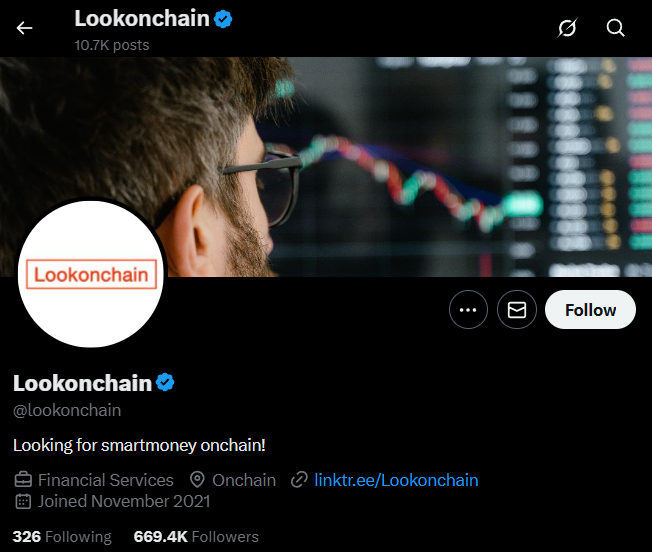 Lookonchain
10.7K posts
Lookonchain
Follow
Lookonchain
@lookonchain
Looking for smartmoney onchain!
Financial Services Onchain linktr.ee/Lookonchain
Joined November 2021
326 Following 669.4K Followers